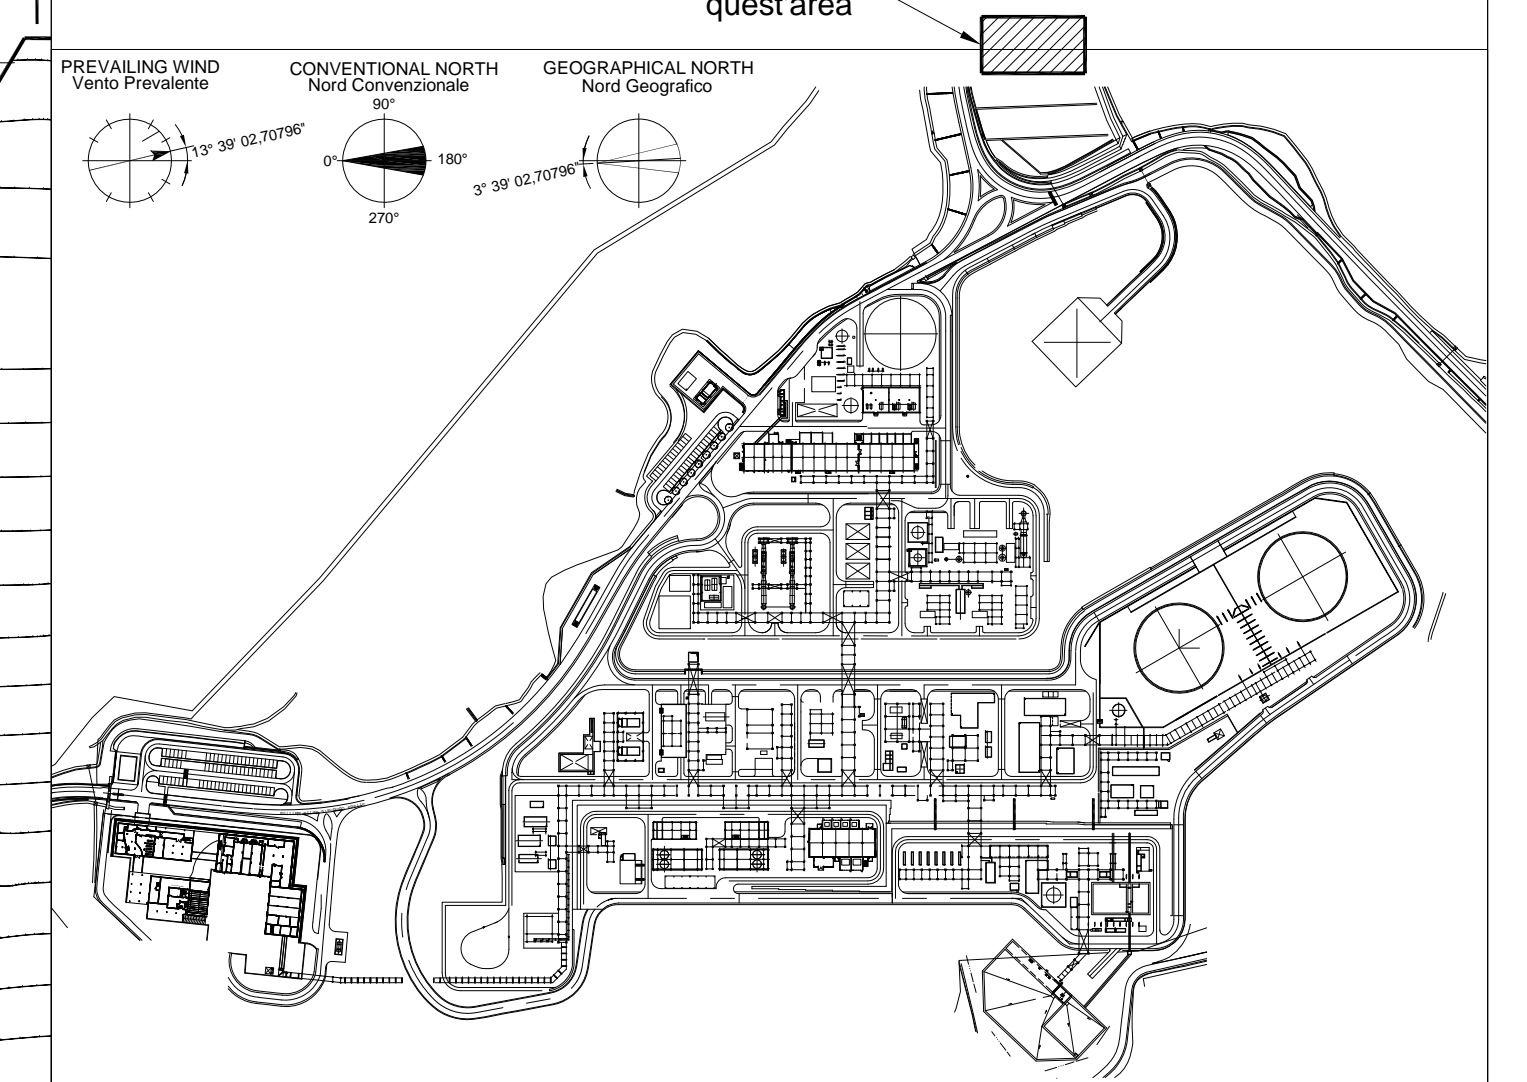 quest'area
PREVAILING WIND
Vento Prevalente
13° 39' 02,70796"
CONVENTIONAL NORTH
Nord Convenzionale
90°
0°
180°
270°
GEOGRAPHICAL NORTH
Nord Geografico
3° 39' 02,70796"